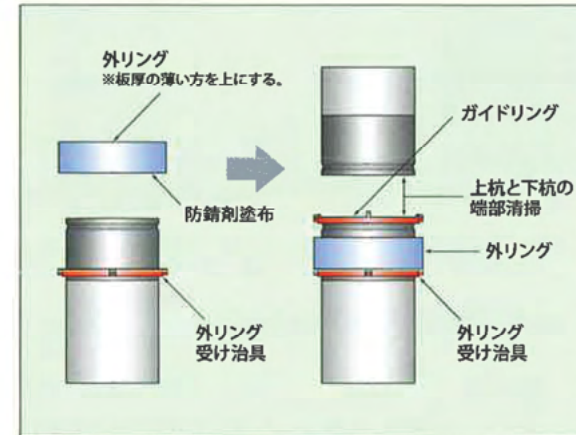 外リング
※板厚の薄い方を上にする。
防錆剤塗布
外リング
受け治具
ガイドリング
上杭と下杭の
端部清掃
外リング
外リング
受け治具